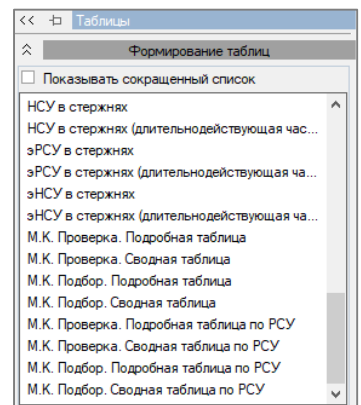 << Таблицы
Формирование таблиц
Показывать сокращенный список
НСУ в стержнях
НСУ в стержнях (длительнодействующая час...
эРСУ в стержнях
эРСУ в стержнях (длительнодействующая ча...
эНСУ в стержнях
эНСУ в стержнях (длительнодействующая ча...
М.К. Проверка. Подробная таблица
М.К. Проверка. Сводная таблица
М.К. Подбор. Подробная таблица
М.К. Подбор. Сводная таблица
М.К. Проверка. Подробная таблица по РСУ
М.К. Проверка. Сводная таблица по РСУ
М.К. Подбор. Подробная таблица по РСУ
М.К. Подбор. Сводная таблица по РСУ